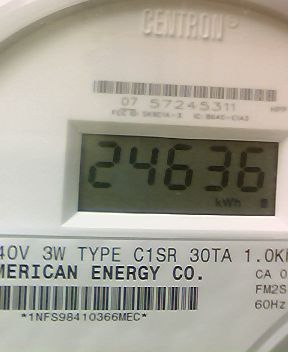 CENTRON
07 57245311
24636
kWh
40V 3W TYPE C1SR 30TA 1.0K
MERICAN ENERGY CO.
CA 0
FM2S
60Hz
*1NFS98410366MEC*